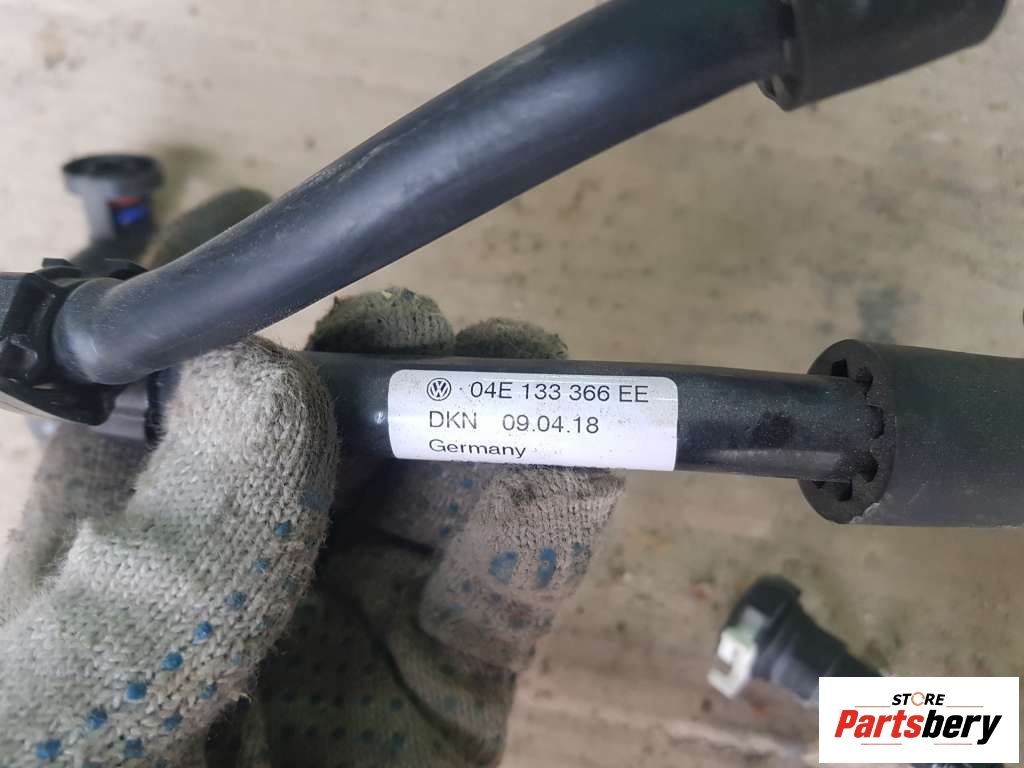 04E 133 366 EE
DKN 09.04.18
Germany
STORE
Partsbery